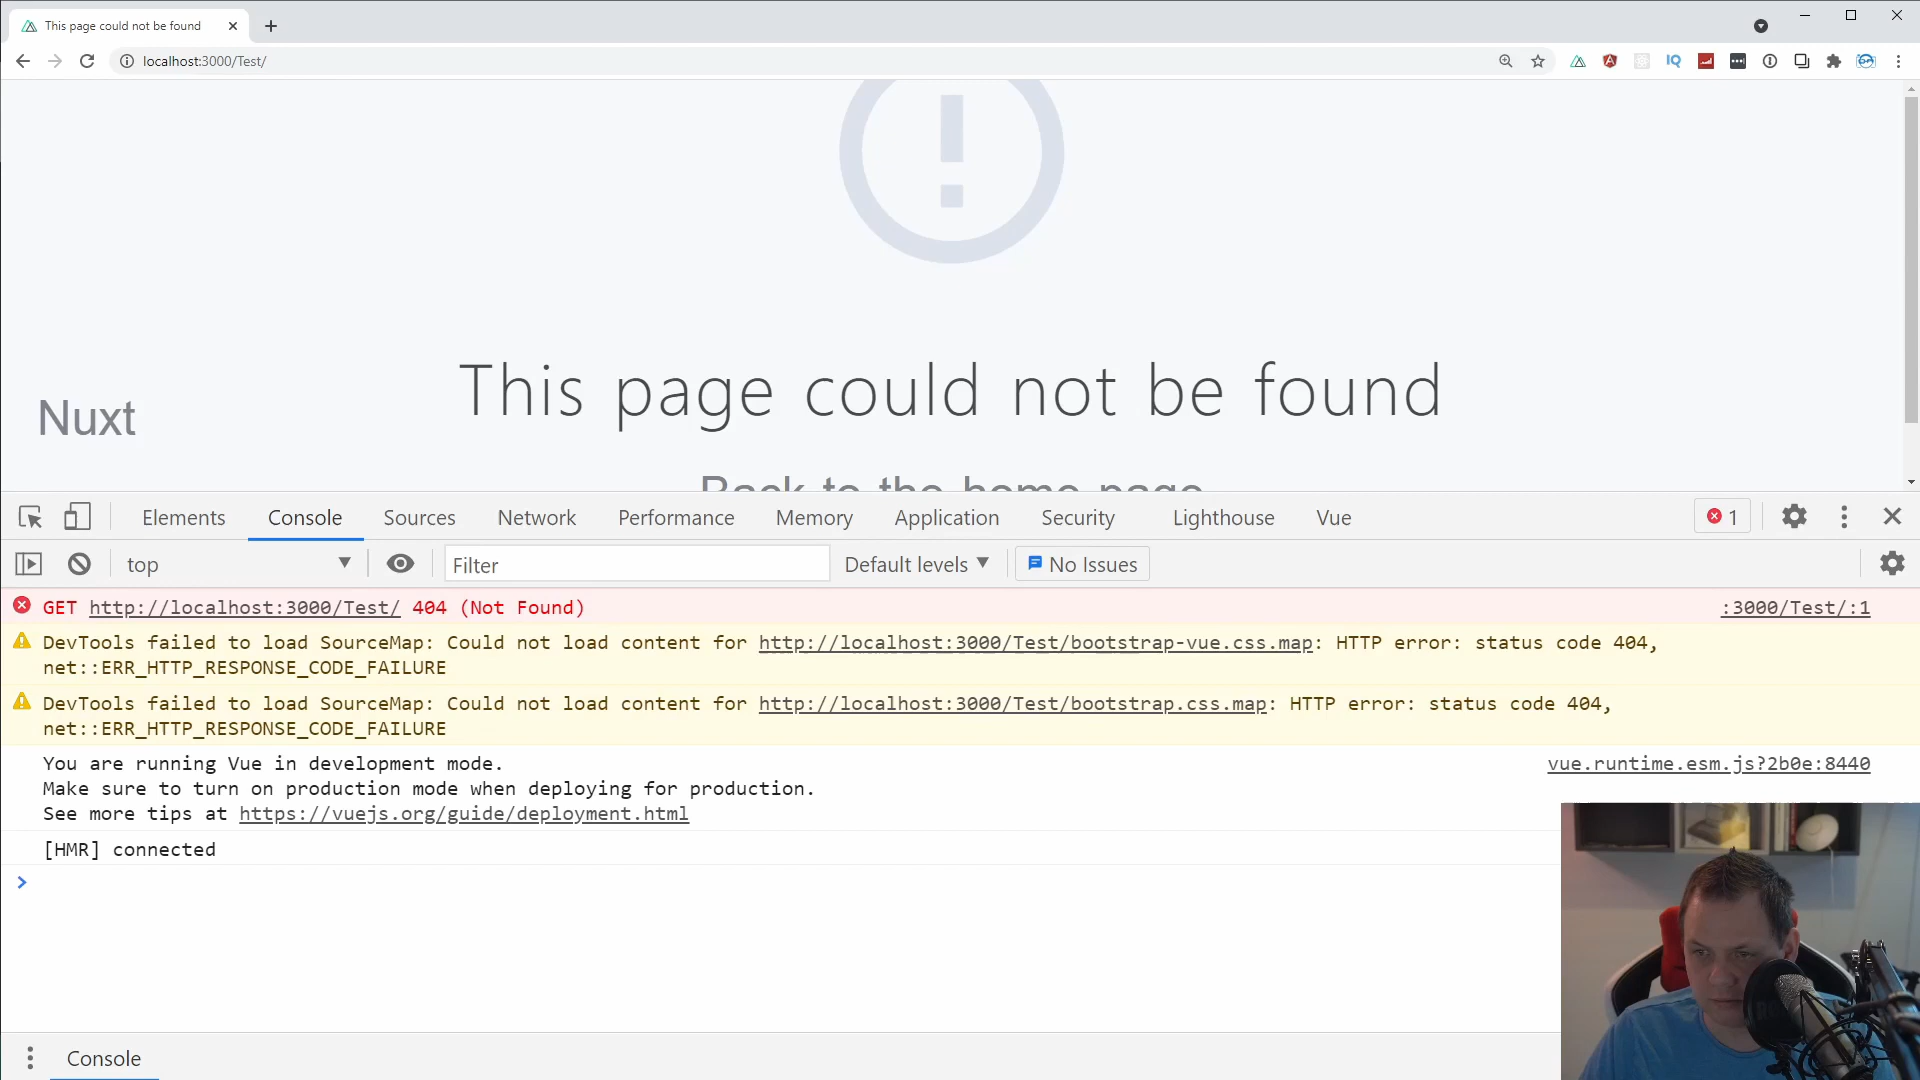 This page could not be found
localhost:3000/Test/
IQ
This page could not be found
Nuxt
Back to the home page
Elements
Console
Sources
Network
Performance
Memory
Application
Security
Lighthouse
Vue
1
top
Filter
Default levels
No Issues
GET http://localhost:3000/Test/ 404 (Not Found)
:3000/Test/:1
DevTools failed to load SourceMap: Could not load content for http://localhost:3000/Test/bootstrap-vue.css.map: HTTP error: status code 404,
net::ERR_HTTP_RESPONSE_CODE_FAILURE
DevTools failed to load SourceMap: Could not load content for http://localhost:3000/Test/bootstrap.css.map: HTTP error: status code 404,
net::ERR_HTTP_RESPONSE_CODE_FAILURE
You are running Vue in development mode.
vue.runtime.esm.js?2b0e:8440
Make sure to turn on production mode when deploying for production.
See more tips at https://vuejs.org/guide/deployment.html
[HMR] connected
Console